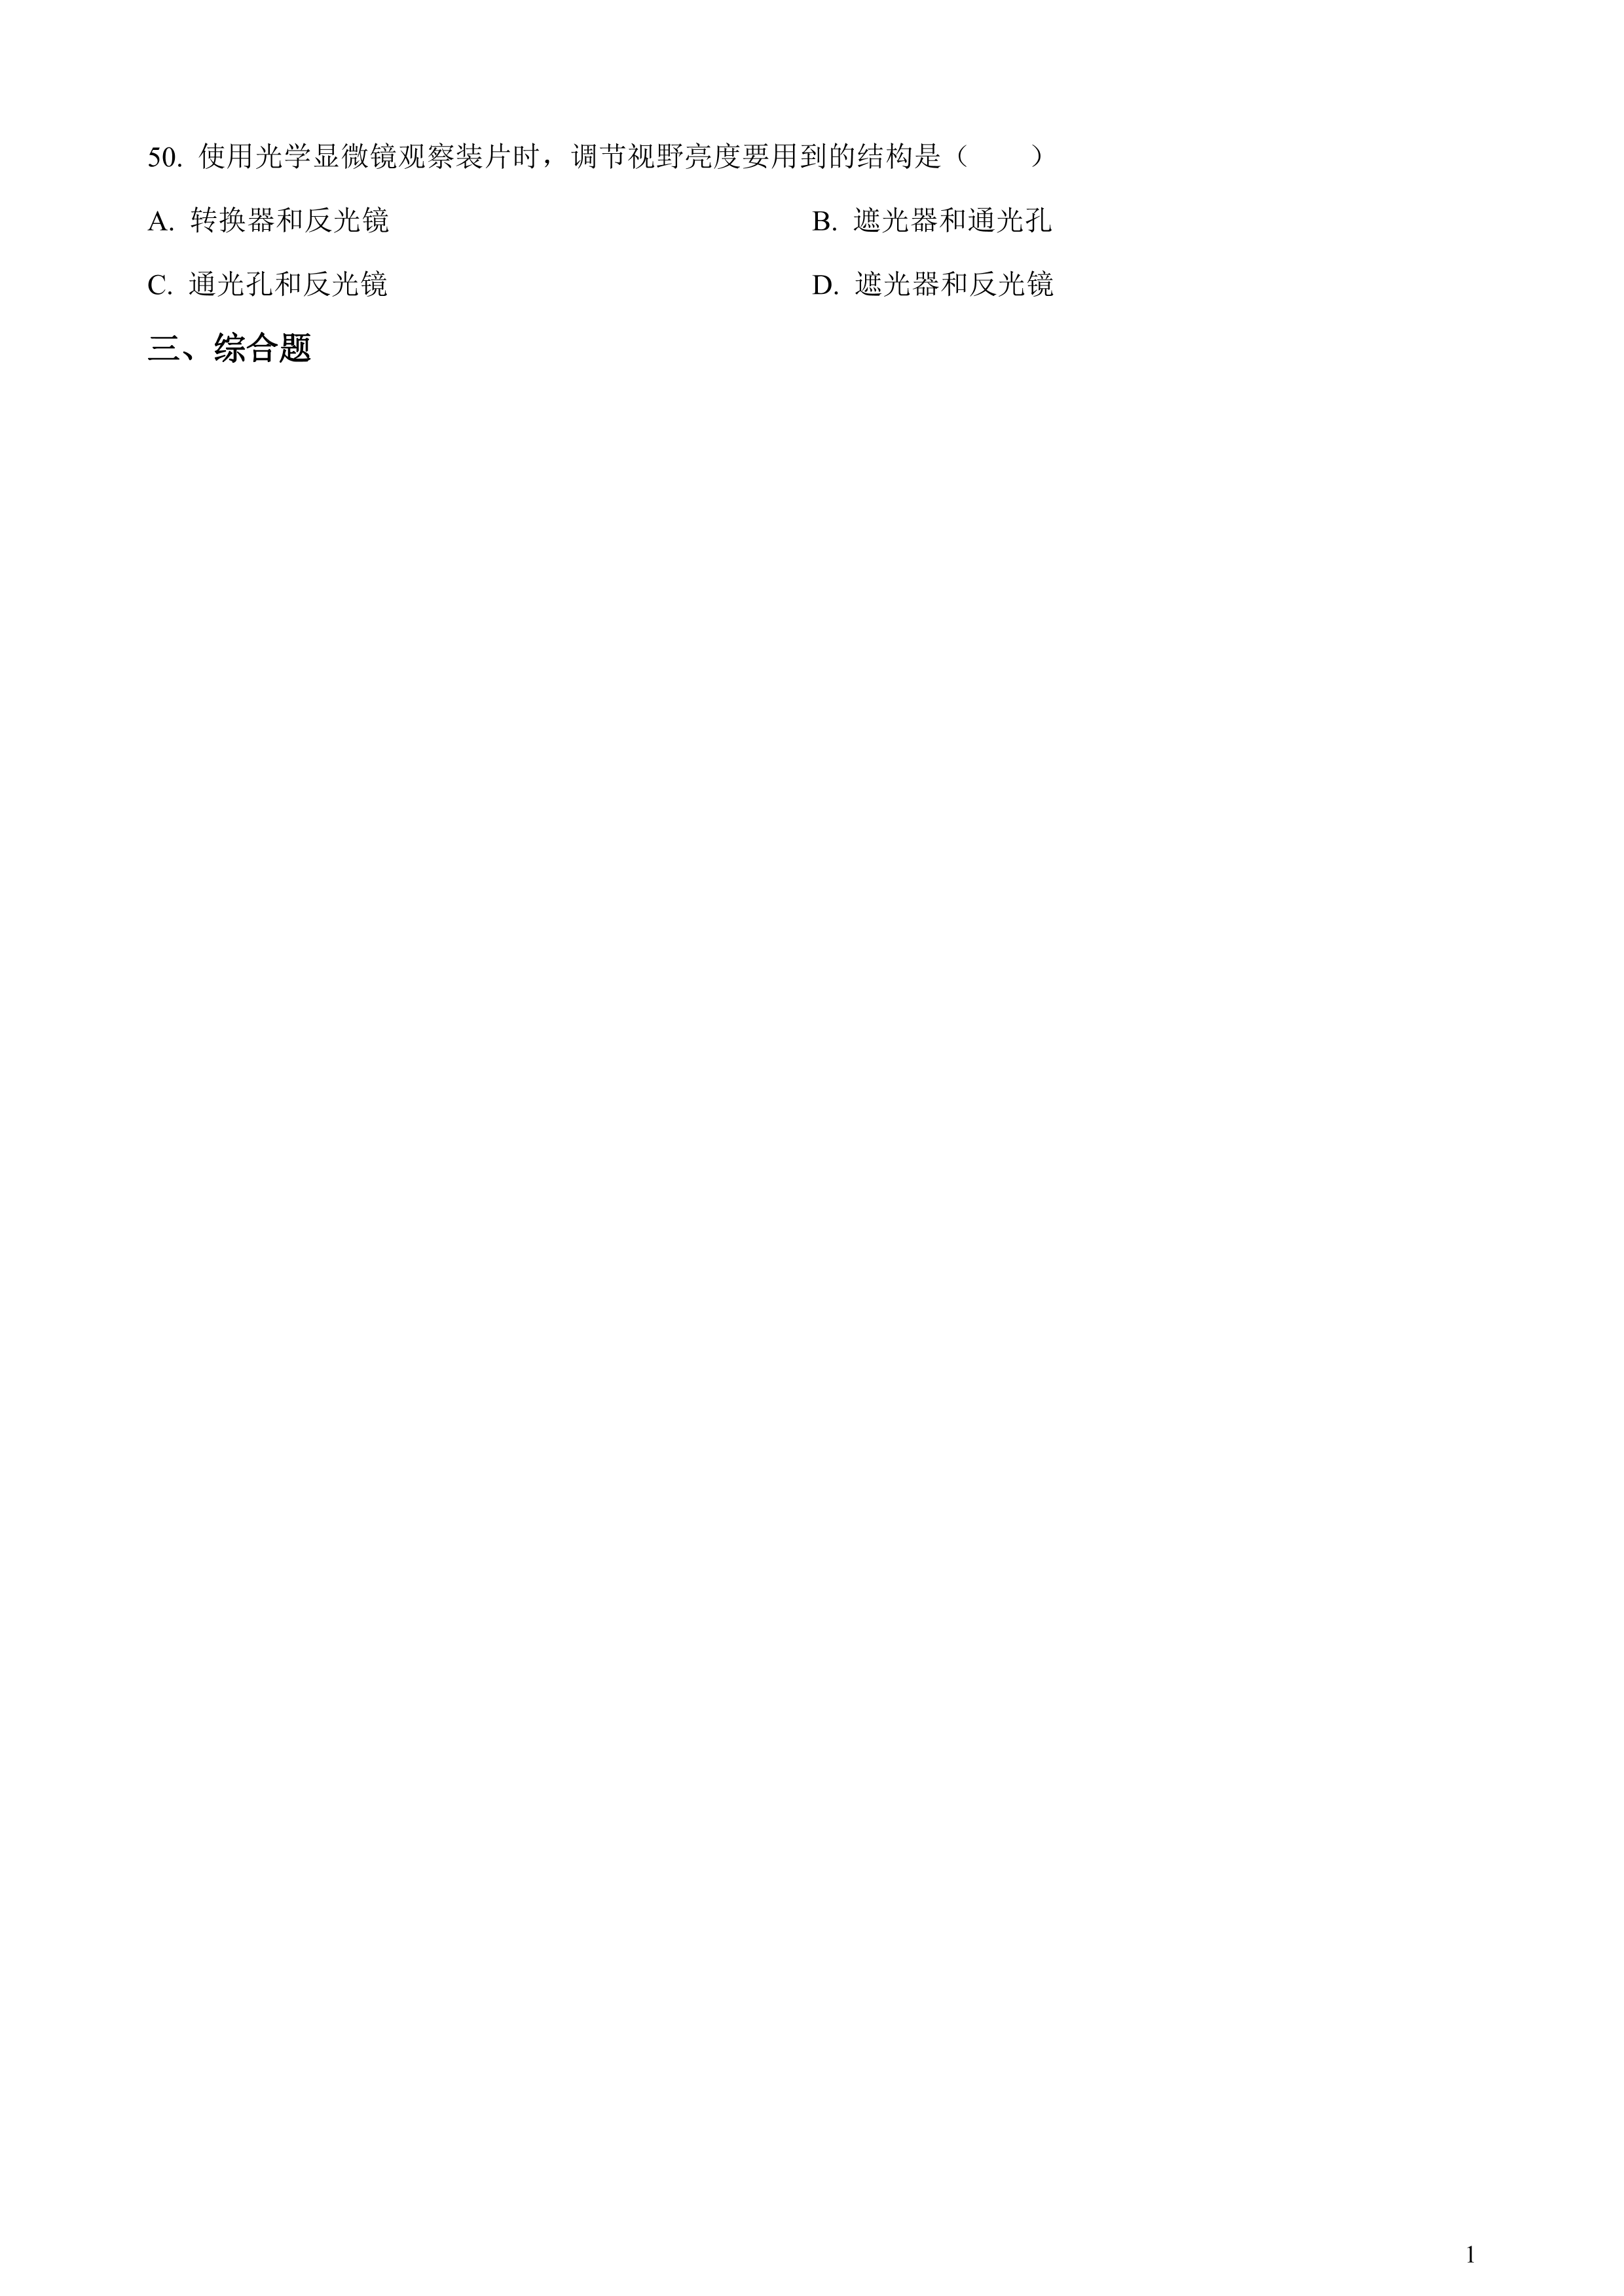 50. 使用光学显微镜观察装片时，调节视野亮度要用到的结构是（　　）
A. 转换器和反光镜 B. 遮光器和通光孔
C. 通光孔和反光镜 D. 遮光器和反光镜
三、综合题
1